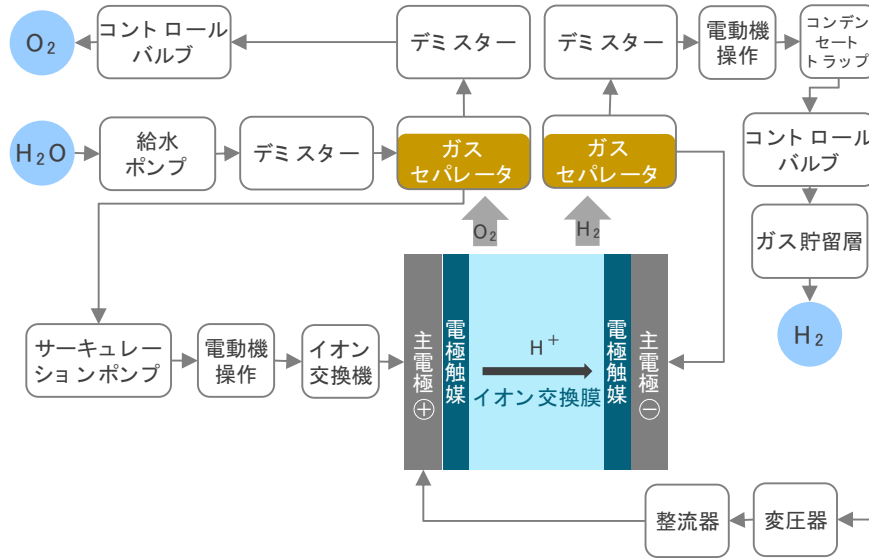 O₂
コントロール
バルブ
デミスター
デミスター
電動機
操作
コンデン
セート
トラップ
H₂O
給水
ポンプ
デミスター
ガス
セパレータ
ガス
セパレータ
コントロール
バルブ
O₂
H₂
ガス貯留層
H₂
サーキュレー
ションポンプ
電動機
操作
イオン
交換機
主電極⊕
電極触媒
H⁺
イオン交換膜
電極触媒
主電極⊖
整流器
変圧器